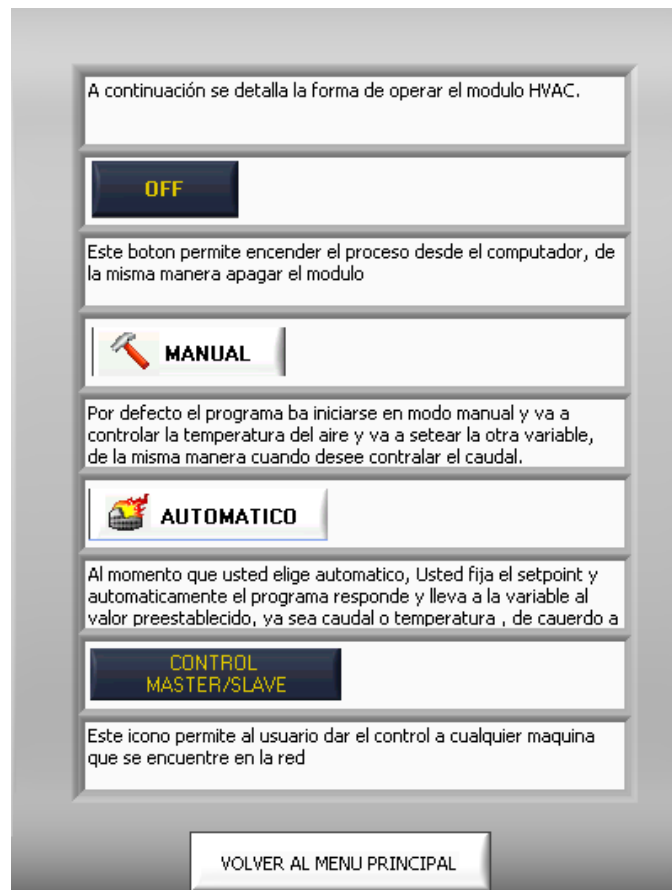 A continuación se detalla la forma de operar el modulo HVAC.
OFF
Este boton permite encender el proceso desde el computador, de
la misma manera apagar el modulo
MANUAL
Por defecto el programa ba iniciarse en modo manual y va a
controlar la temperatura del aire y va a setear la otra variable,
de la misma manera cuando desee contralar el caudal.
AUTOMATICO
Al momento que usted elige automatico, Usted fija el setpoint y
automaticamente el programa responde y lleva a la variable al
valor preestablecido, ya sea caudal o temperatura , de cauerdo a
CONTROL
MASTER/SLAVE
Este icono permite al usuario dar el control a cualquier maquina
que se encuentre en la red
VOLVER AL MENU PRINCIPAL